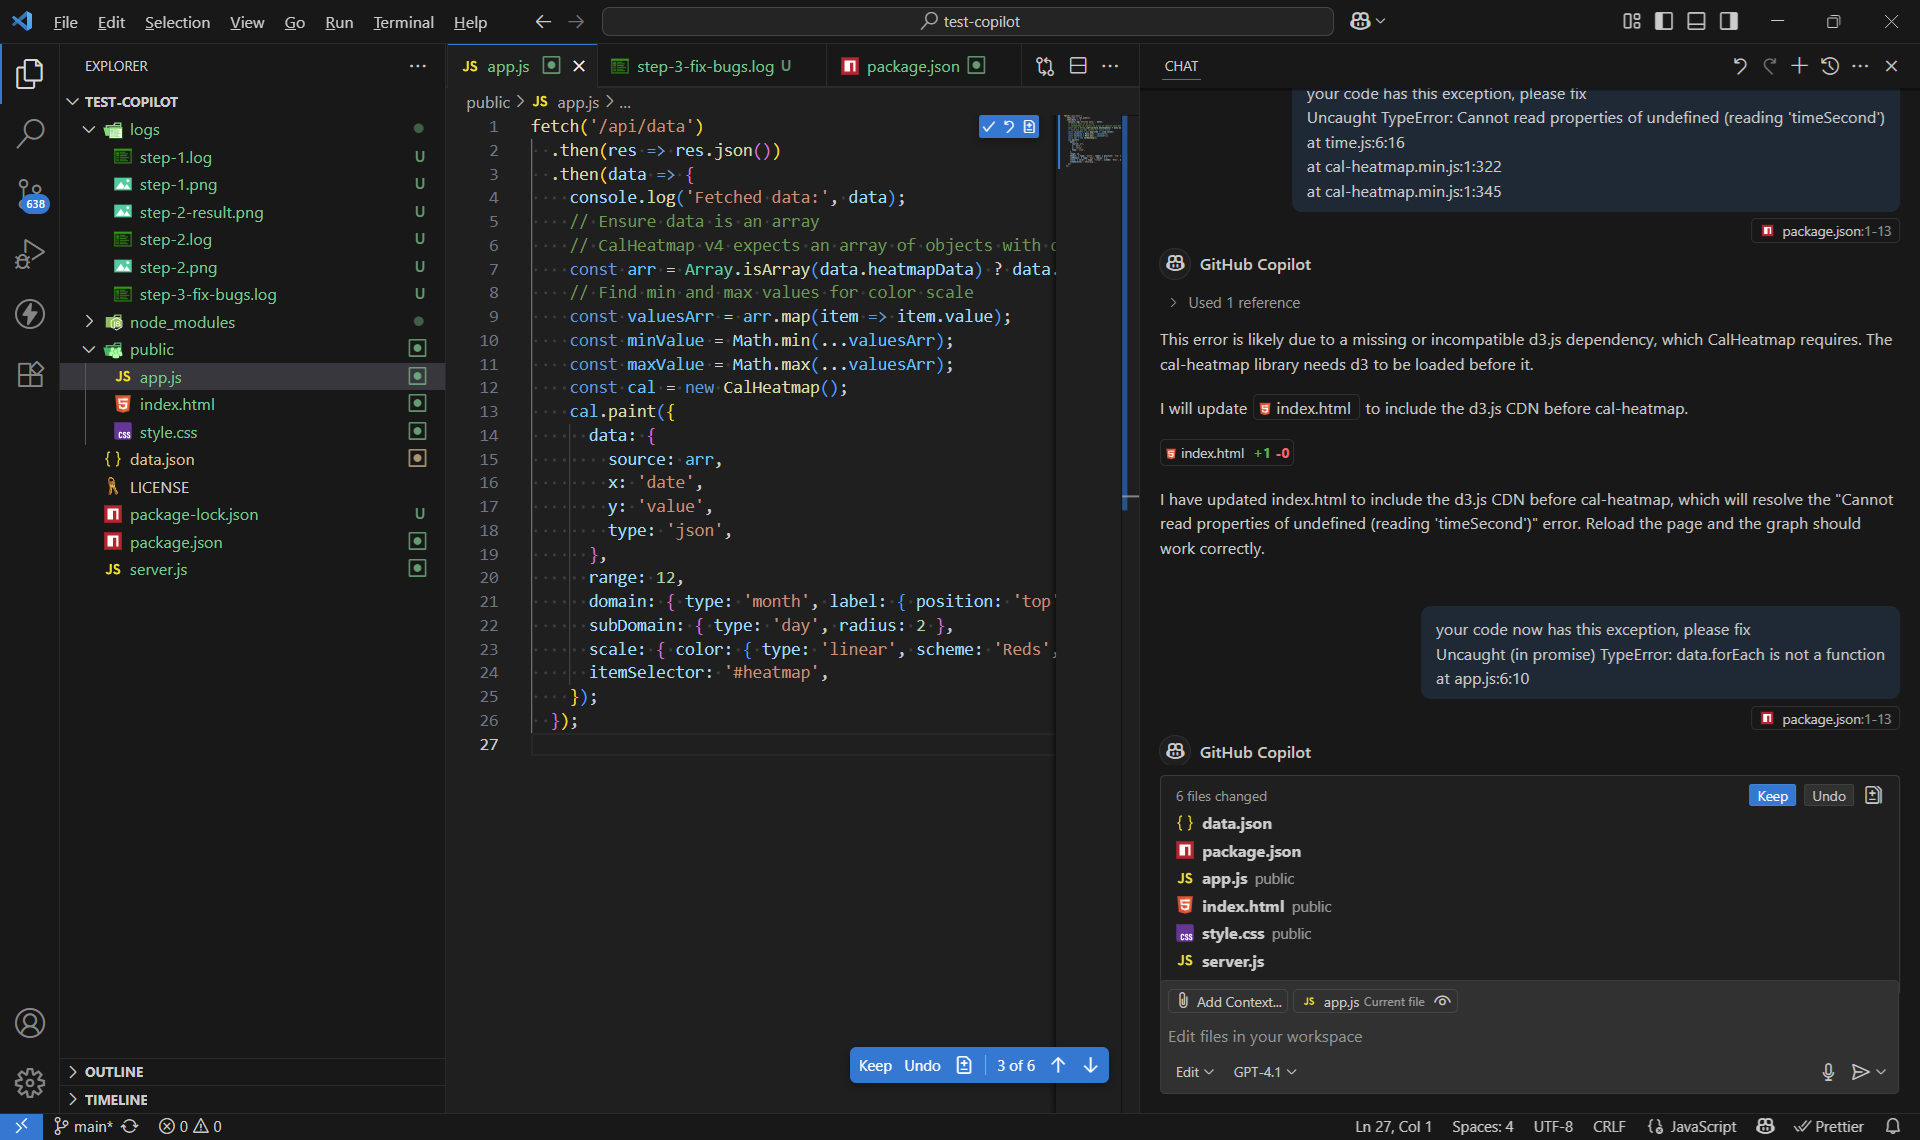 File Edit Selection View Go Run Terminal Help
test-copilot
EXPLORER
TEST-COPILOT
logs
step-1.log U
step-1.png U
step-2-result.png U
step-2.log U
step-2.png U
step-3-fix-bugs.log U
node_modules
public
JS app.js
index.html
css style.css
{} data.json
LICENSE
package-lock.json U
package.json
JS server.js
638
OUTLINE
TIMELINE
JS app.js
step-3-fix-bugs.log U
package.json
public > JS app.js > ...
1 fetch('/api/data')
2 .then(res => res.json())
3 .then(data => {
4 console.log('Fetched data:', data);
5 // Ensure data is an array
6 // CalHeatmap v4 expects an array of objects with
7 const arr = Array.isArray(data.heatmapData) ? data.
8 // Find min and max values for color scale
9 const valuesArr = arr.map(item => item.value);
10 const minValue = Math.min(...valuesArr);
11 const maxValue = Math.max(...valuesArr);
12 const cal = new CalHeatmap();
13 cal.paint({
14 data: {
15 source: arr,
16 x: 'date',
17 y: 'value',
18 type: 'json',
19 },
20 range: 12,
21 domain: { type: 'month', label: { position: 'top'
22 subDomain: { type: 'day', radius: 2 },
23 scale: { color: { type: 'linear', scheme: 'Reds',
24 itemSelector: '#heatmap',
25 });
26 });
27
Keep Undo 3 of 6
CHAT
your code has this exception, please fix
Uncaught TypeError: Cannot read properties of undefined (reading 'timeSecond')
at time.js:6:16
at cal-heatmap.min.js:1:322
at cal-heatmap.min.js:1:345
package.json:1-13
GitHub Copilot
Used 1 reference
This error is likely due to a missing or incompatible d3.js dependency, which CalHeatmap requires. The
cal-heatmap library needs d3 to be loaded before it.
I will update index.html to include the d3.js CDN before cal-heatmap.
index.html +1 -0
I have updated index.html to include the d3.js CDN before cal-heatmap, which will resolve the "Cannot
read properties of undefined (reading 'timeSecond')" error. Reload the page and the graph should
work correctly.
your code now has this exception, please fix
Uncaught (in promise) TypeError: data.forEach is not a function
at app.js:6:10
package.json:1-13
GitHub Copilot
6 files changed Keep Undo
{} data.json
package.json
JS app.js public
index.html public
css style.css public
JS server.js
Add Context... JS app.js Current file
Edit files in your workspace
Edit GPT-4.1
main* 0 0
Ln 27, Col 1 Spaces: 4 UTF-8 CRLF {} JavaScript Prettier